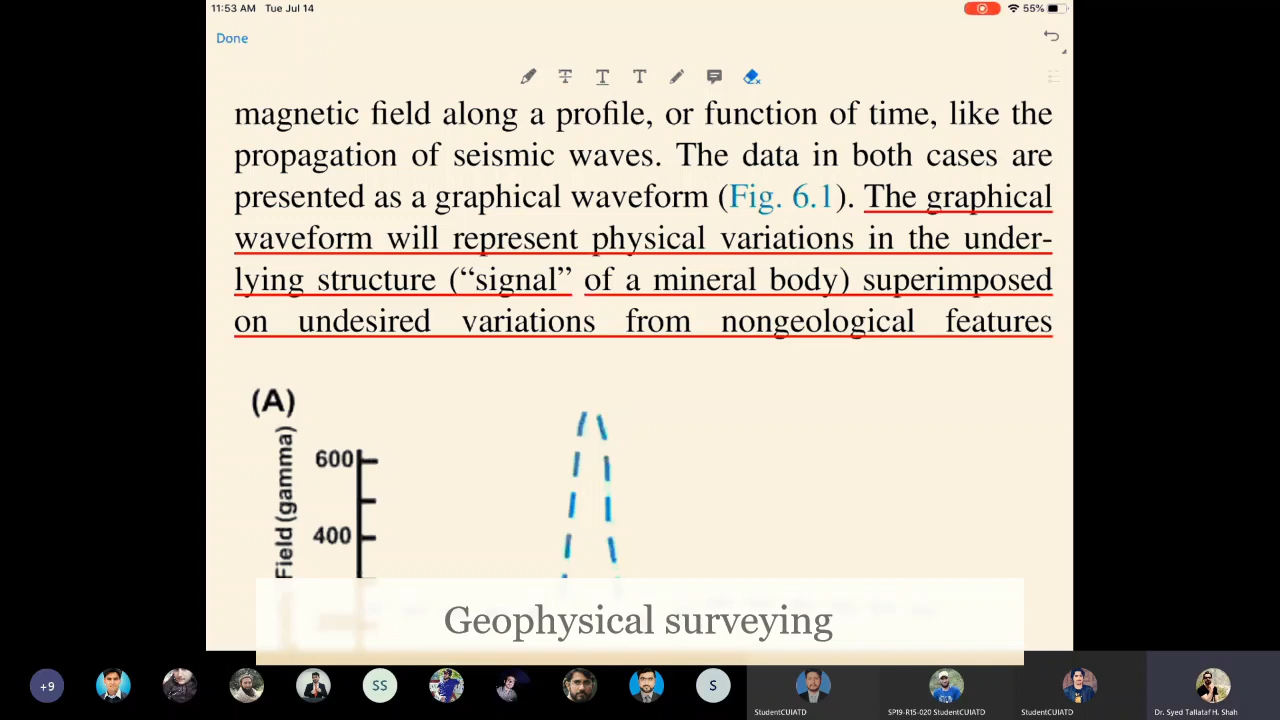 11:53 AM Tue Jul 14
55%
Done
magnetic field along a profile, or function of time, like the
propagation of seismic waves. The data in both cases are
presented as a graphical waveform (Fig. 6.1). The graphical
waveform will represent physical variations in the under-
lying structure (“signal” of a mineral body) superimposed
on undesired variations from nongeological features
(A)
Field (gamma)
600
400
Geophysical surveying
+9
SS
S
StudentCUIATD
SP19-R15-020 StudentCUIATD
StudentCUIATD
Dr. Syed Tallataf H. Shah